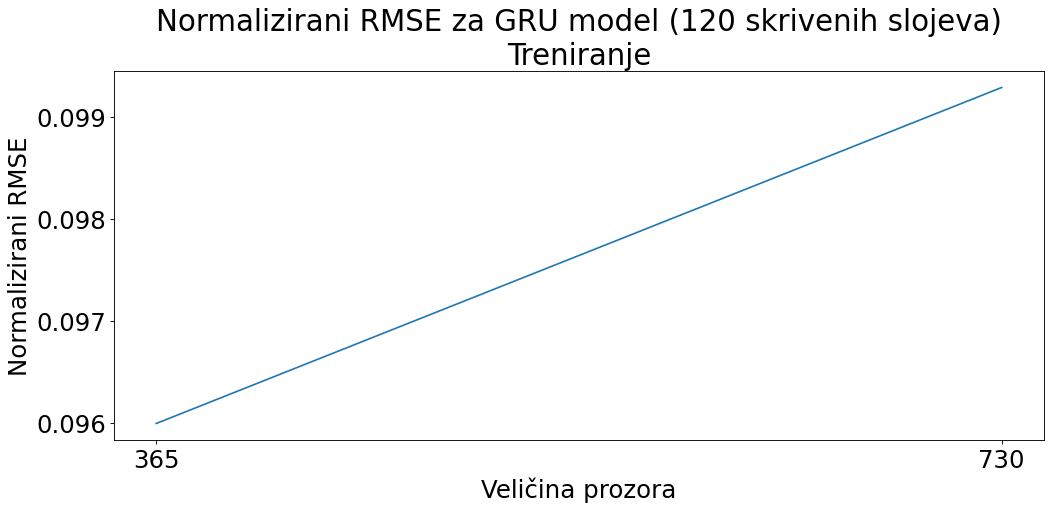 Normalizirani RMSE za GRU model (120 skrivenih slojeva)
Treniranje
Normalizirani RMSE
0.099
0.098
0.097
0.096
365
730
Veličina prozora